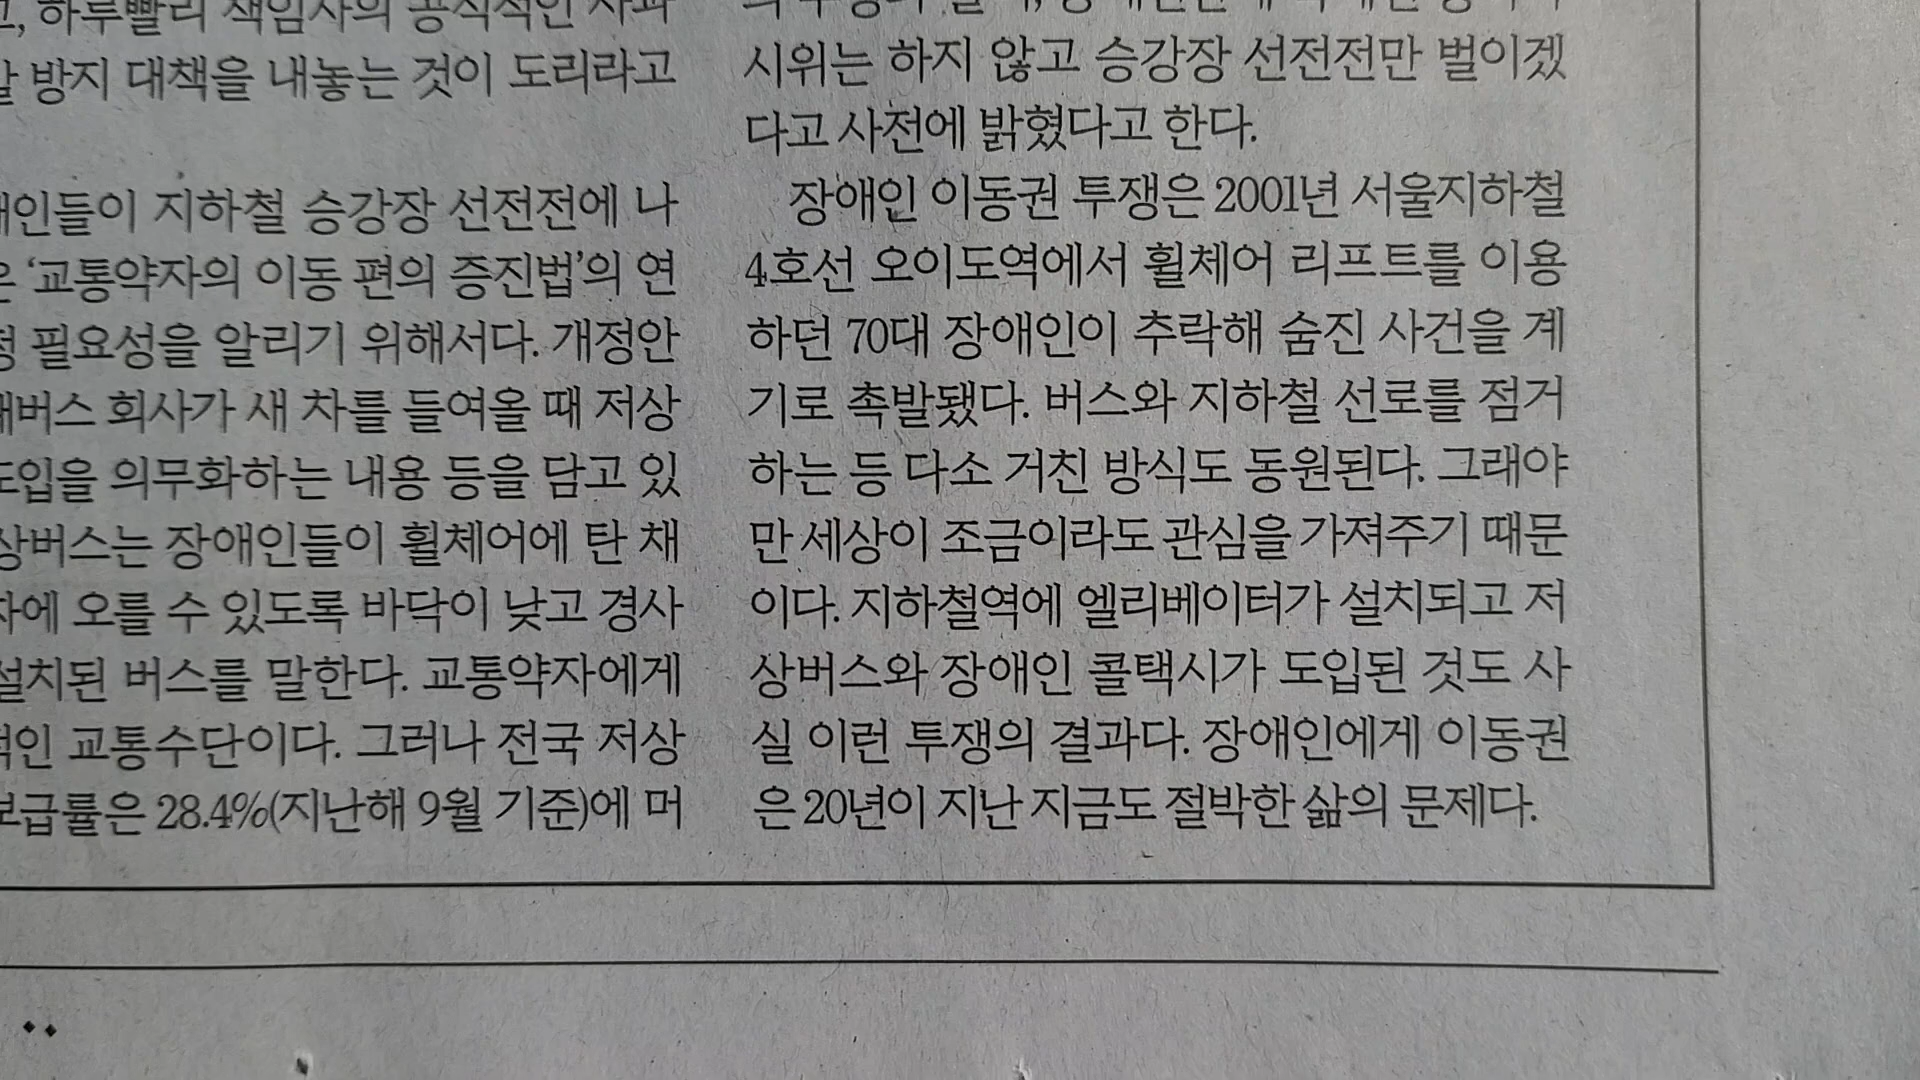 하루빨리 책임사의 공식적인 사과
방지 대책을 내놓는 것이 도리라고
지하철 승강장 선전전에 나
‘교통약자의 이동 편의 증진법’의 연
필요성을 알리기 위해서다. 개정안
회사가 새 차를 들여올 때 저상
의무화하는 내용 등을 담고 있
장애인들이 휠체어에 탄 채
오를 수 있도록 바닥이 낮고 경사
설치된 버스를 말한다. 교통약자에게
교통수단이다. 그러나 전국 저상
보급률은 28.4%(지난해 9월 기준)에 머
시위는 하지 않고 승강장 선전전만 벌이겠
다고 사전에 밝혔다고 한다.
장애인 이동권 투쟁은 2001년 서울지하철
4호선 오이도역에서 휠체어 리프트를 이용
하던 70대 장애인이 추락해 숨진 사건을 계
기로 촉발됐다. 버스와 지하철 선로를 점거
하는 등 다소 거친 방식도 동원된다. 그래야
만 세상이 조금이라도 관심을 가져주기 때문
이다. 지하철역에 엘리베이터가 설치되고 저
상버스와 장애인 콜택시가 도입된 것도 사
실 이런 투쟁의 결과다. 장애인에게 이동권
은 20년이 지난 지금도 절박한 삶의 문제다.